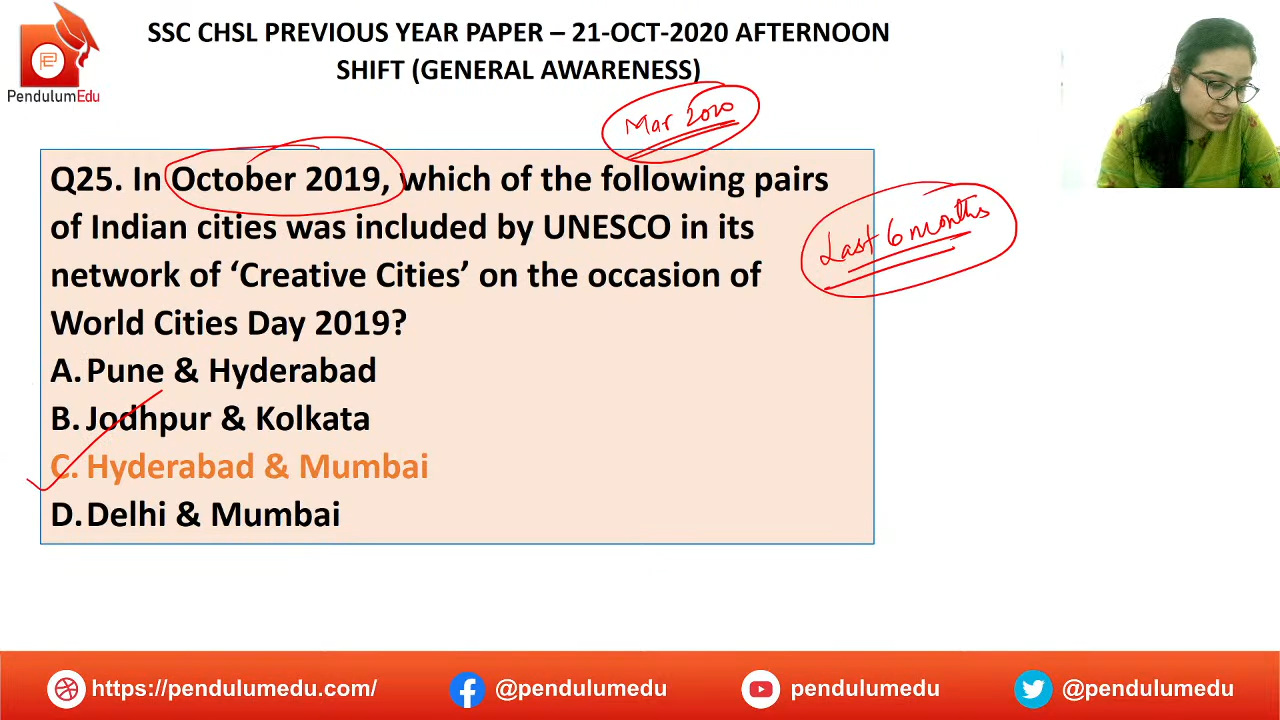 SSC CHSL PREVIOUS YEAR PAPER – 21-OCT-2020 AFTERNOON
SHIFT (GENERAL AWARENESS)
PendulumEdu
Mar 2020
Q25. In October 2019, which of the following pairs
of Indian cities was included by UNESCO in its
network of ‘Creative Cities’ on the occasion of
World Cities Day 2019?
Last 6 months
A. Pune & Hyderabad
B. Jodhpur & Kolkata
C. Hyderabad & Mumbai
D. Delhi & Mumbai
https://pendulumedu.com/ @pendulumedu pendulumedu @pendulumedu